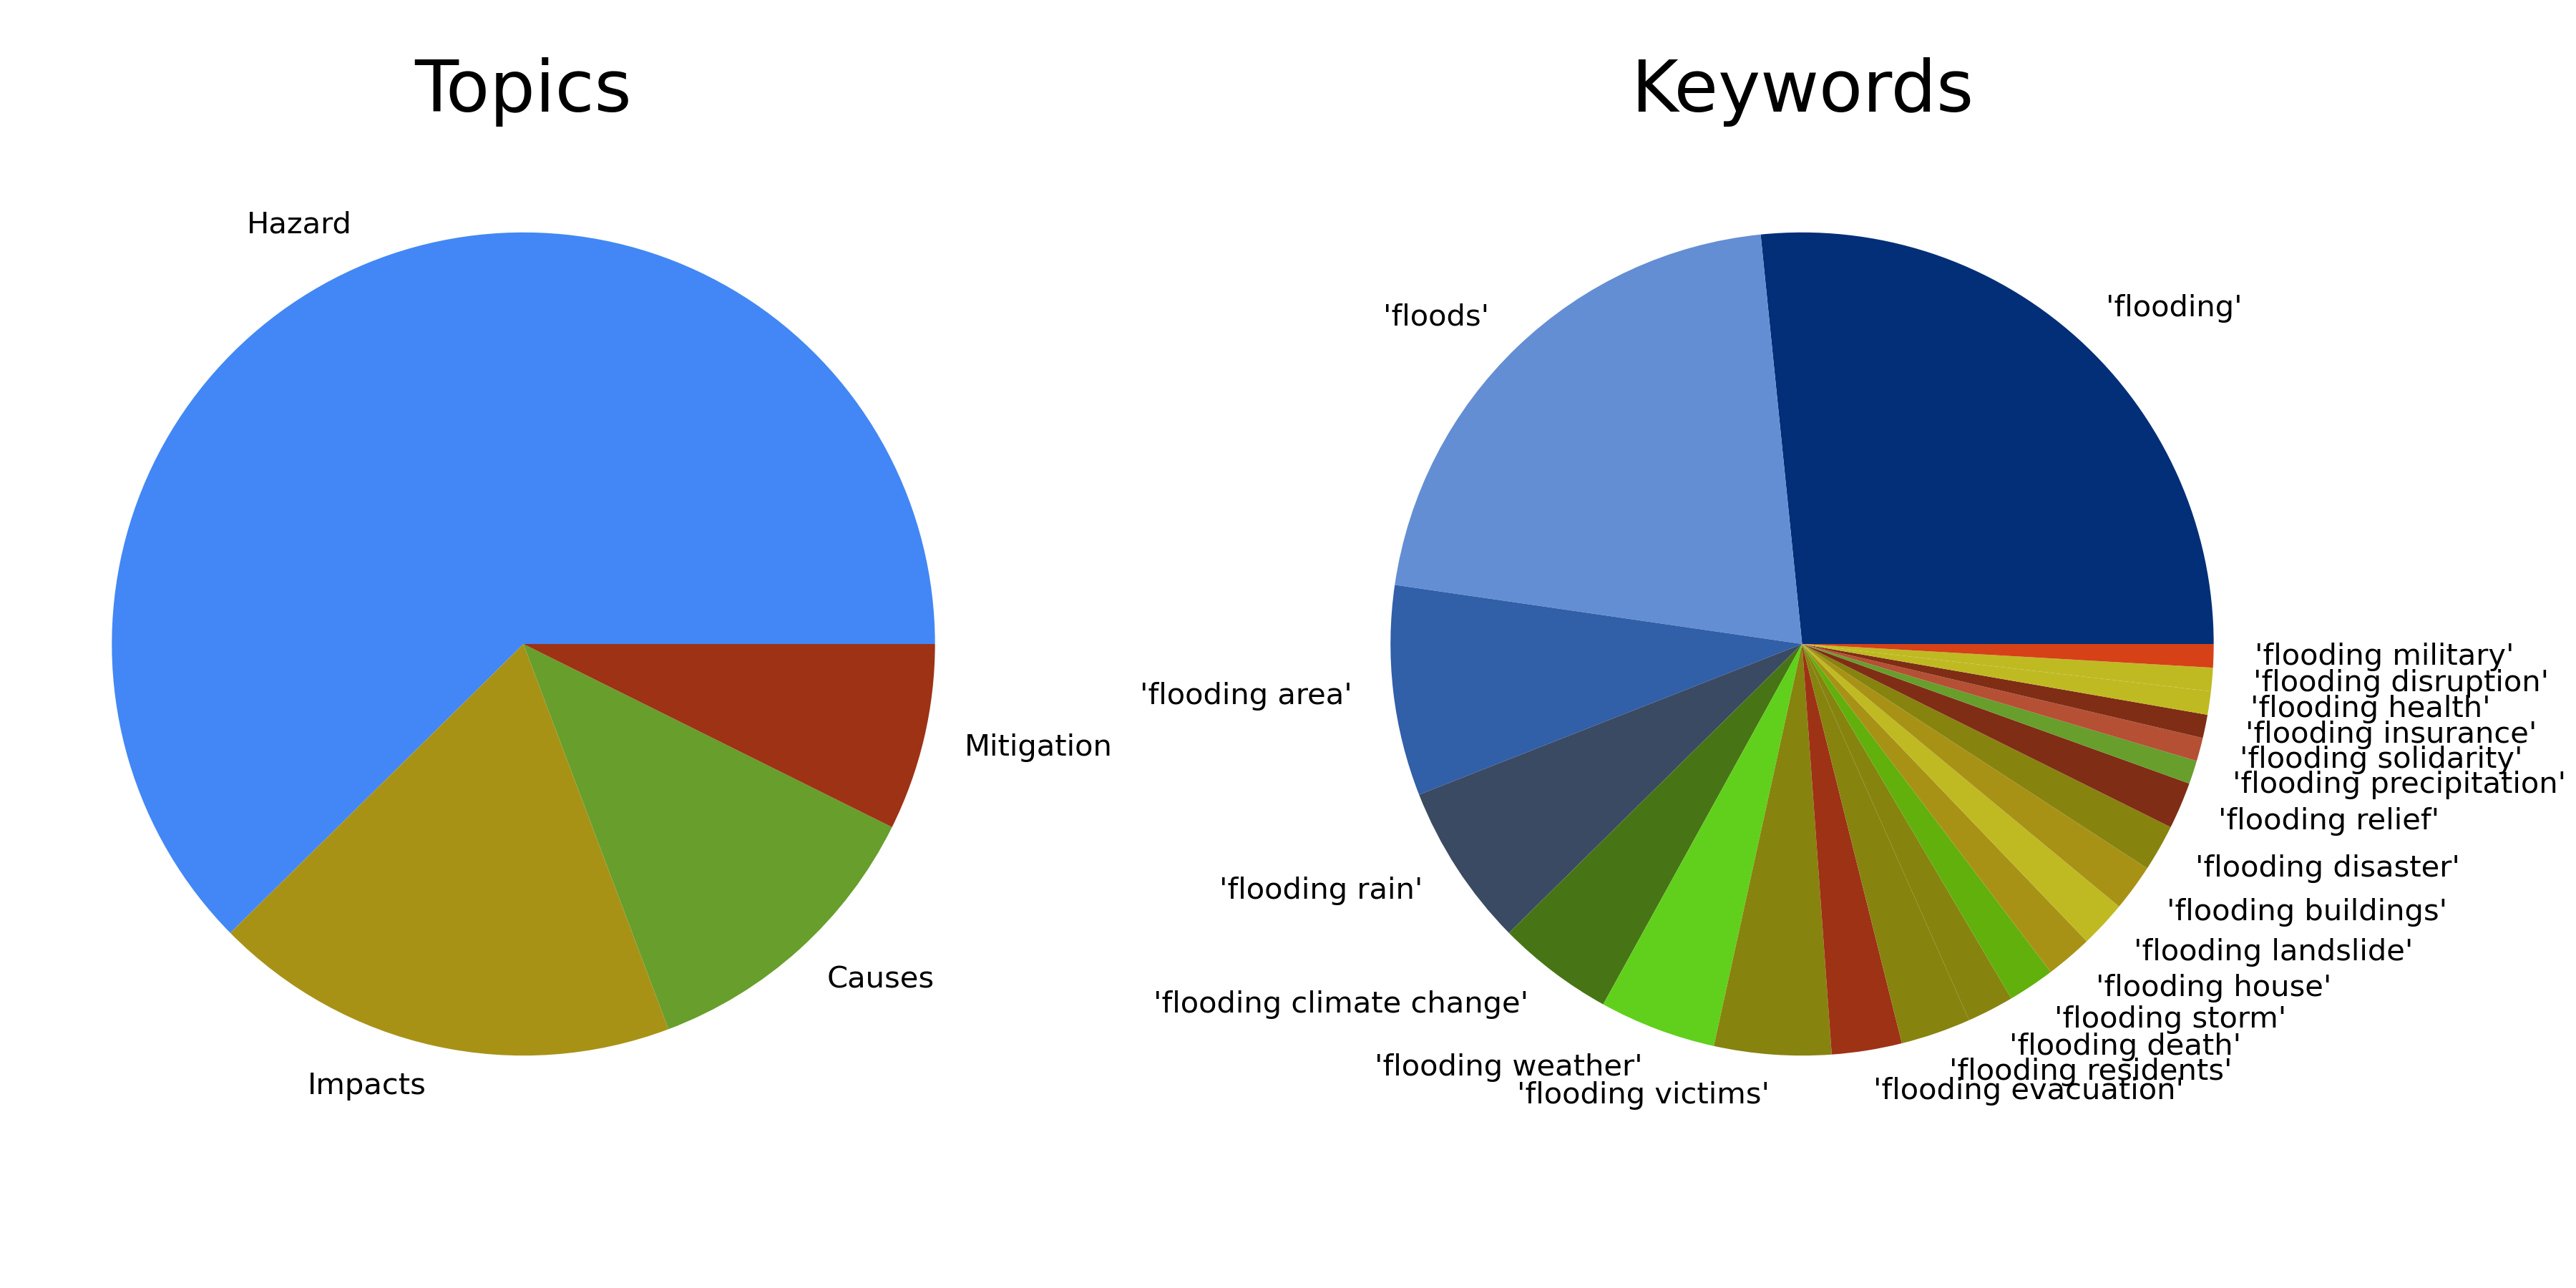 Topics
Hazard
Mitigation
Causes
Impacts
Keywords
'flooding'
'floods'
'flooding area'
'flooding rain'
'flooding climate change'
'flooding weather'
'flooding victims'
'flooding evacuation'
'flooding residents'
'flooding death'
'flooding storm'
'flooding house'
'flooding landslide'
'flooding buildings'
'flooding disaster'
'flooding relief'
'flooding precipitation'
'flooding solidarity'
'flooding insurance'
'flooding health'
'flooding disruption'
'flooding military'